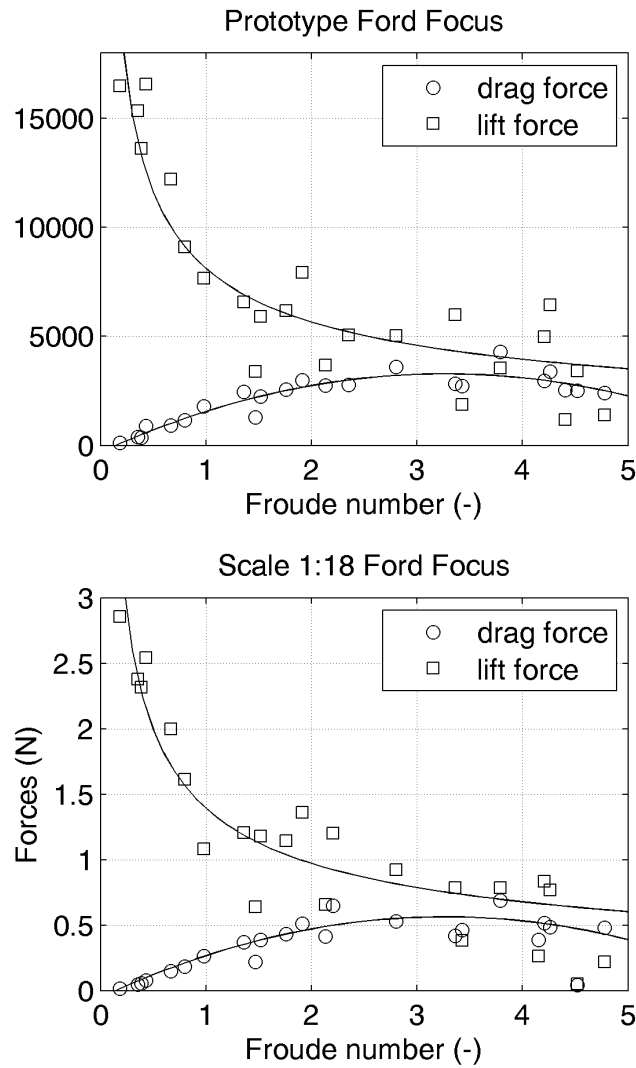 Prototype Ford Focus
drag force
lift force
15000
10000
5000
0
0 1 2 3 4 5
Froude number (-)
Scale 1:18 Ford Focus
drag force
lift force
3
2.5
2
1.5
1
0.5
0
Forces (N)
0 1 2 3 4 5
Froude number (-)